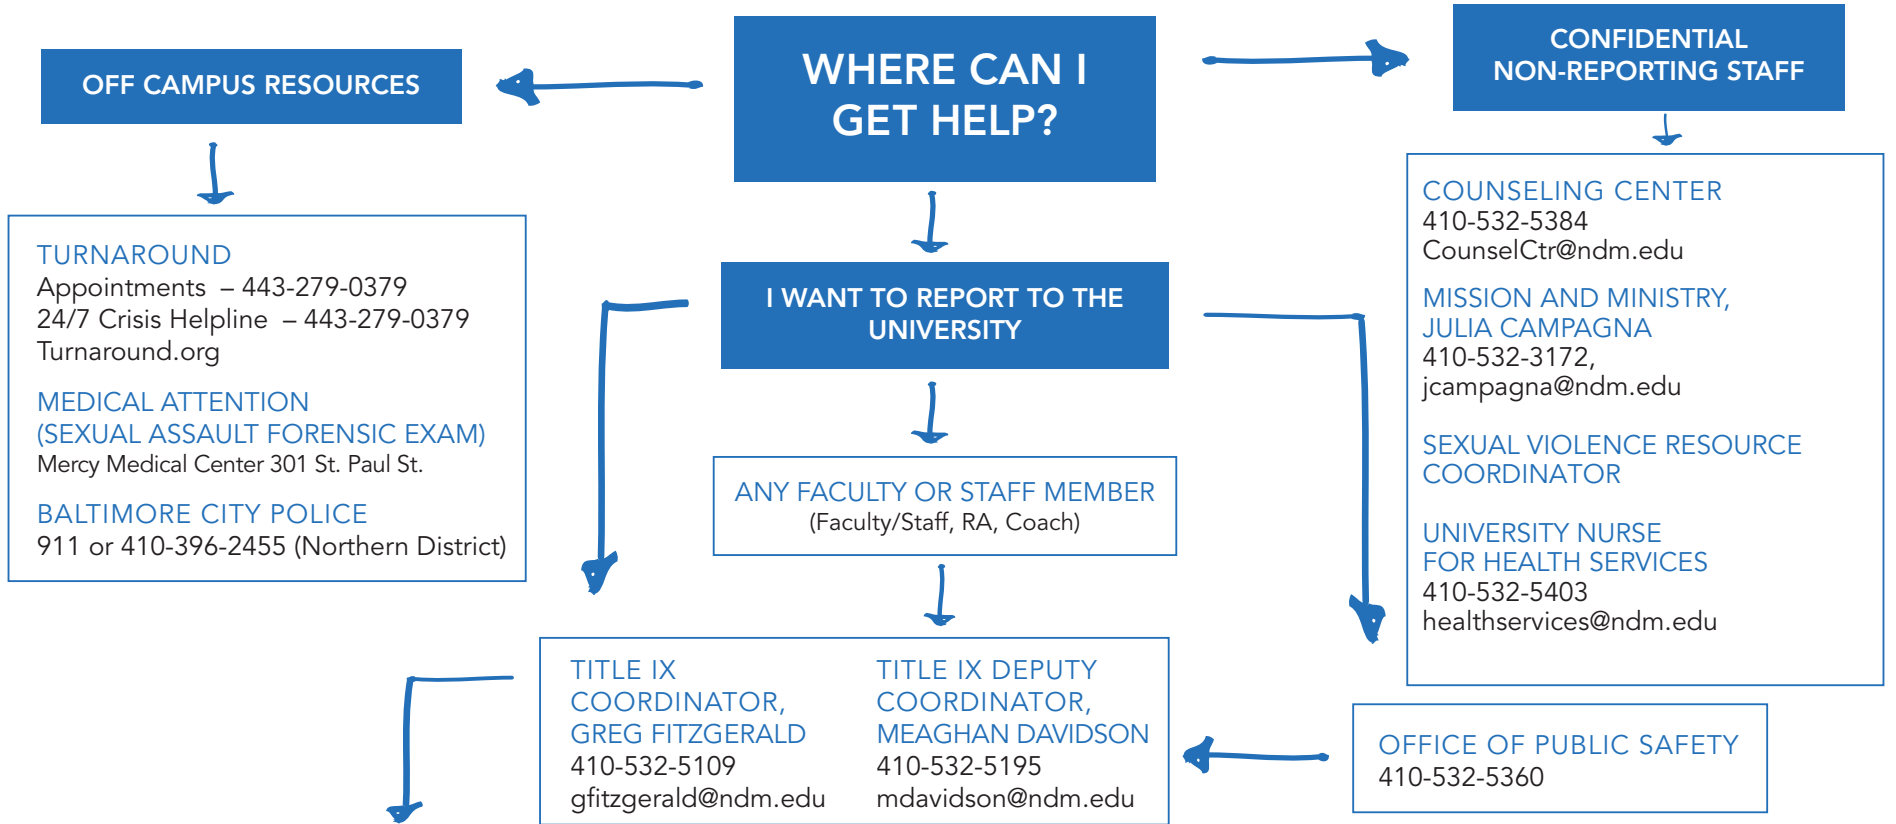 WHERE CAN I
GET HELP?
OFF CAMPUS RESOURCES
TURNAROUND
Appointments – 443-279-0379
24/7 Crisis Helpline – 443-279-0379
Turnaround.org
MEDICAL ATTENTION
(SEXUAL ASSAULT FORENSIC EXAM)
Mercy Medical Center 301 St. Paul St.
BALTIMORE CITY POLICE
911 or 410-396-2455 (Northern District)
I WANT TO REPORT TO THE
UNIVERSITY
ANY FACULTY OR STAFF MEMBER
(Faculty/Staff, RA, Coach)
TITLE IX
COORDINATOR,
GREG FITZGERALD
410-532-5109
gfitzgerald@ndm.edu
TITLE IX DEPUTY
COORDINATOR,
MEAGHAN DAVIDSON
410-532-5195
mdavidson@ndm.edu
CONFIDENTIAL
NON-REPORTING STAFF
COUNSELING CENTER
410-532-5384
CounselCtr@ndm.edu
MISSION AND MINISTRY,
JULIA CAMPAGNA
410-532-3172,
jcampagna@ndm.edu
SEXUAL VIOLENCE RESOURCE
COORDINATOR
UNIVERSITY NURSE
FOR HEALTH SERVICES
410-532-5403
healthservices@ndm.edu
OFFICE OF PUBLIC SAFETY
410-532-5360